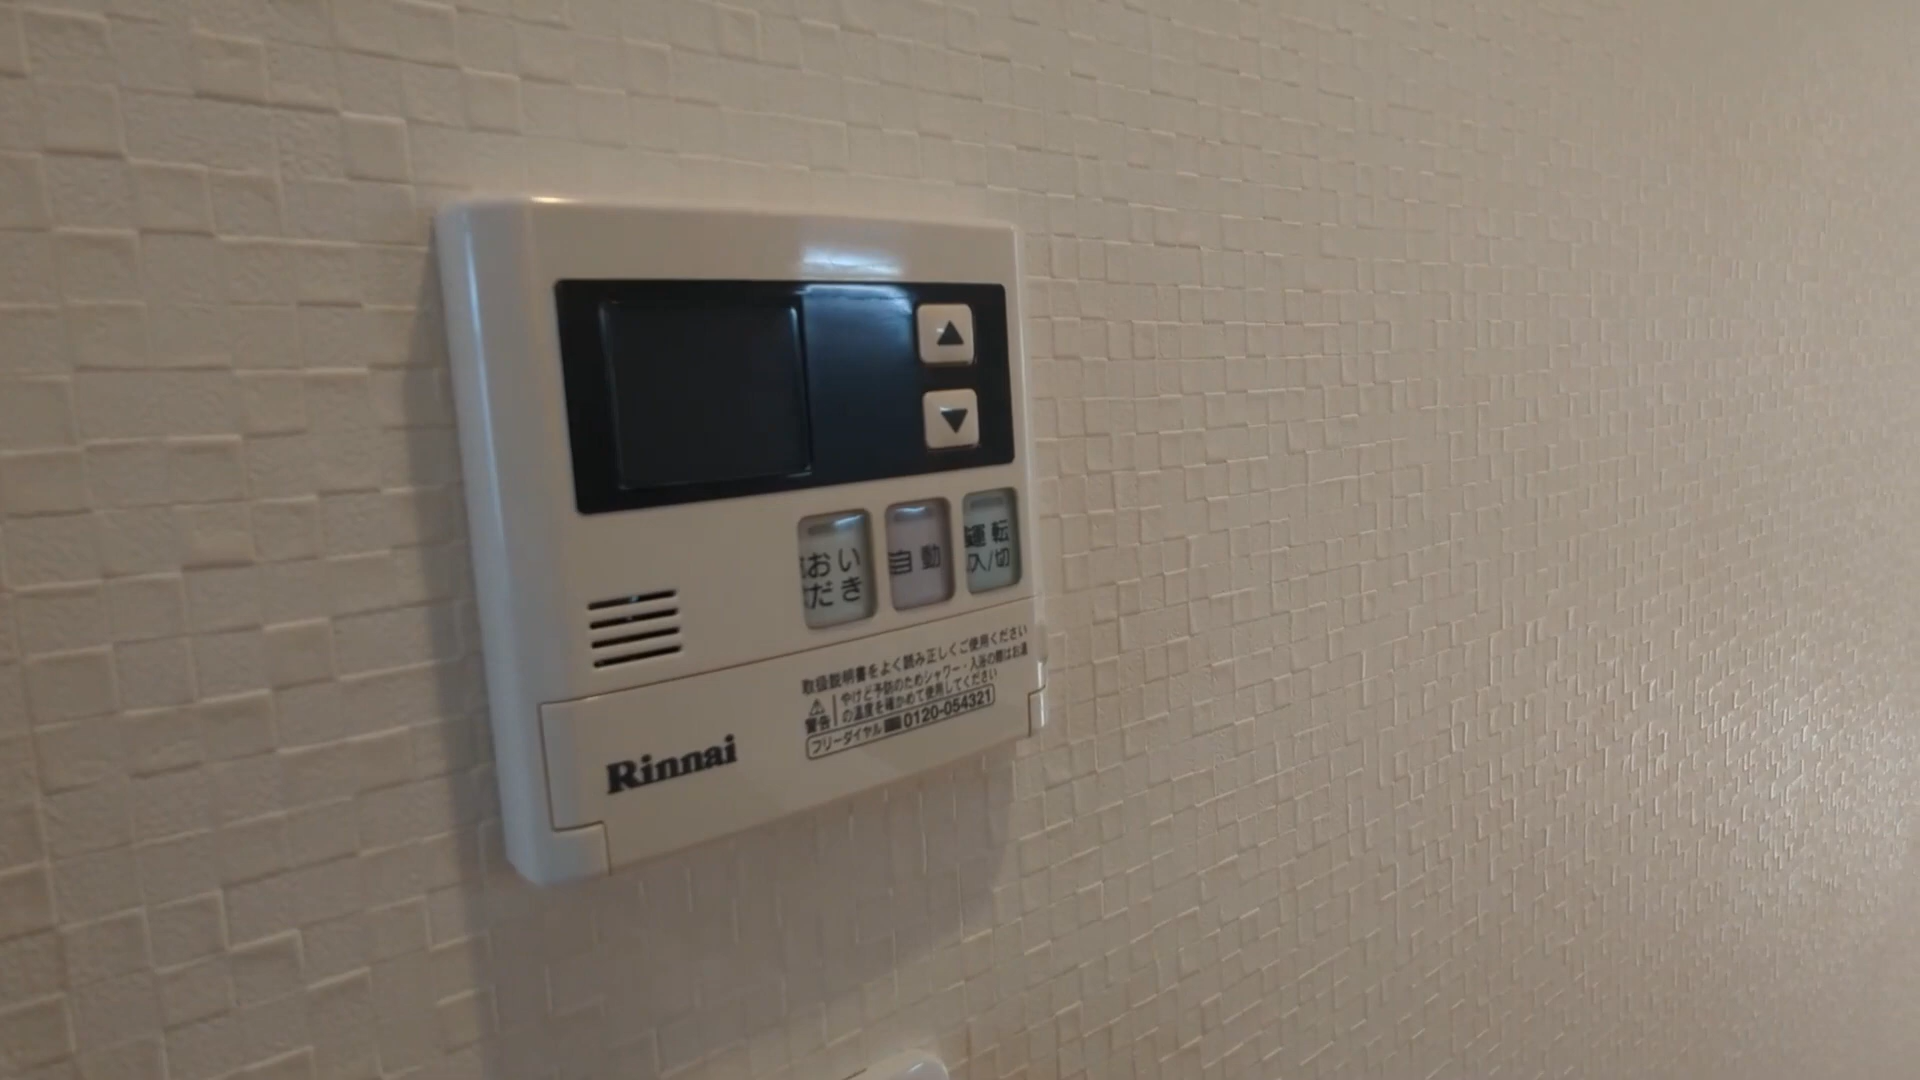 ▲
▼
おい
だき
自動
運転
入/切
取扱説明書をよく読み正しくご使用ください
⚠
警告
やけど予防のためシャワー・入浴の際はお湯
の温度を確かめて使用してください
フリーダイヤル 0120-054321
Rinnai